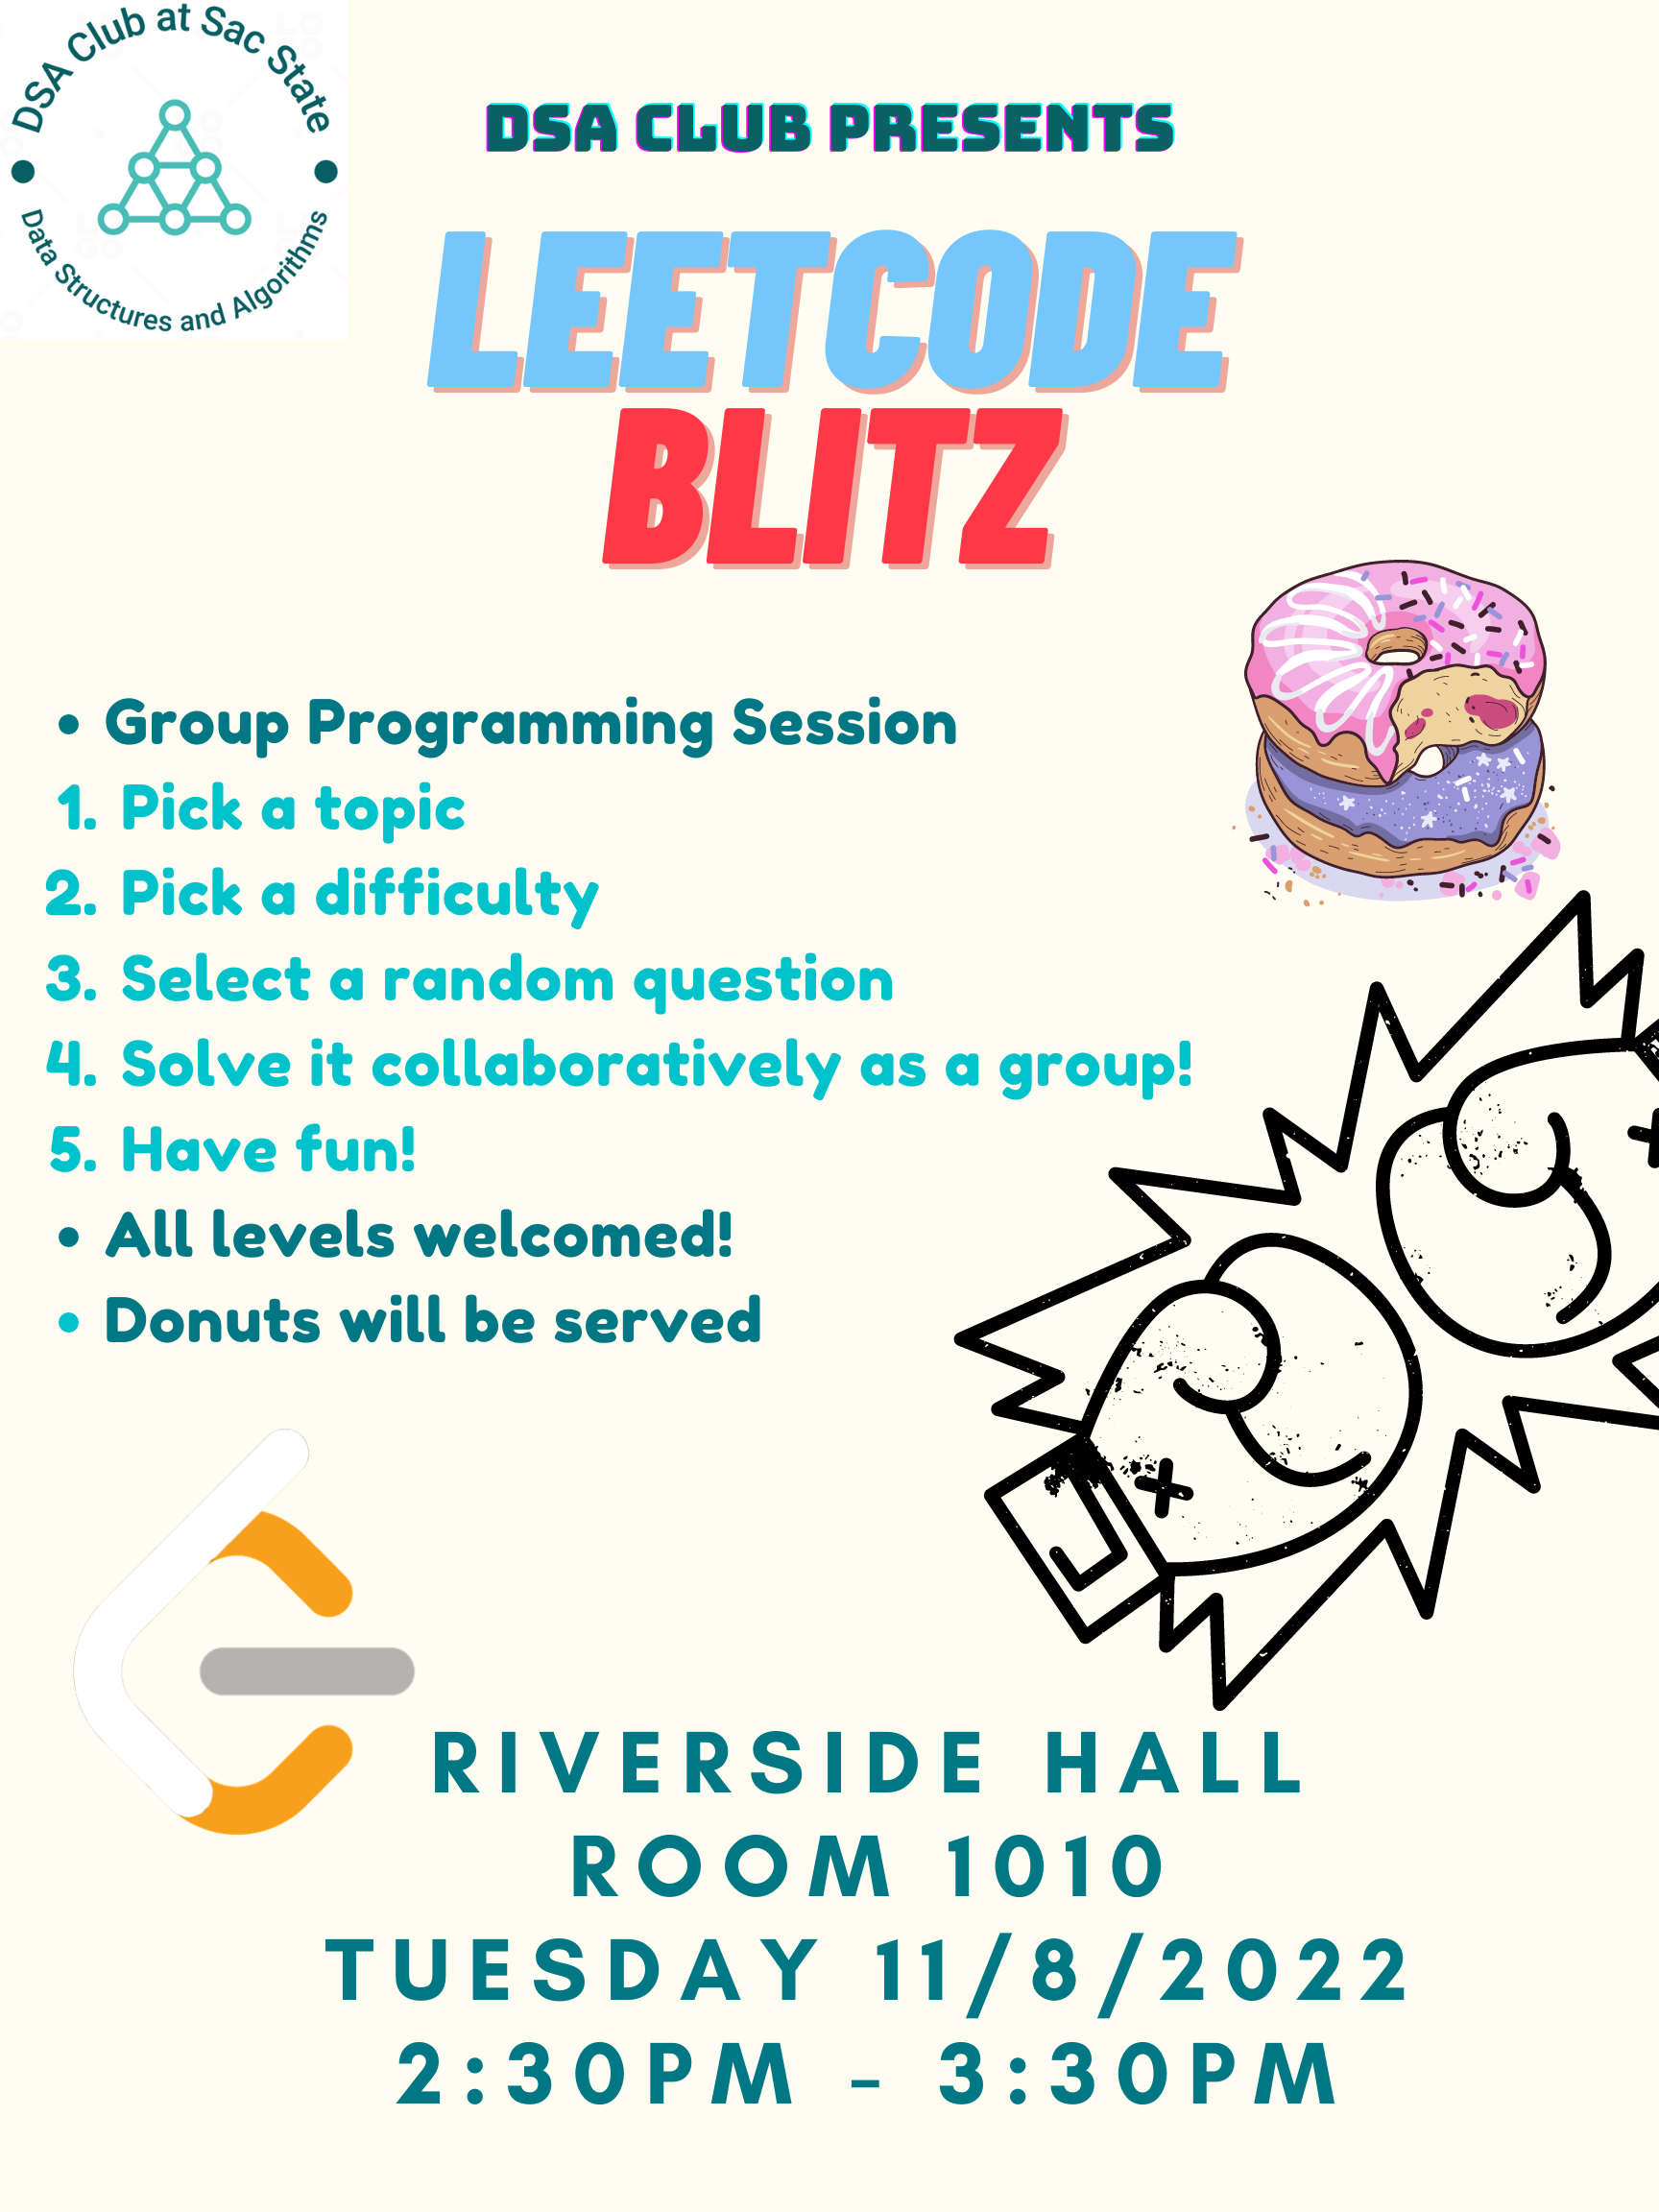 DSA Club at Sac State
Data Structures and Algorithms
DSA CLUB PRESENTS
LEETCODE
BLITZ
• Group Programming Session
1. Pick a topic
2. Pick a difficulty
3. Select a random question
4. Solve it collaboratively as a group!
5. Have fun!
• All levels welcomed!
• Donuts will be served
RIVERSIDE HALL
ROOM 1010
TUESDAY 11/8/2022
2:30PM - 3:30PM